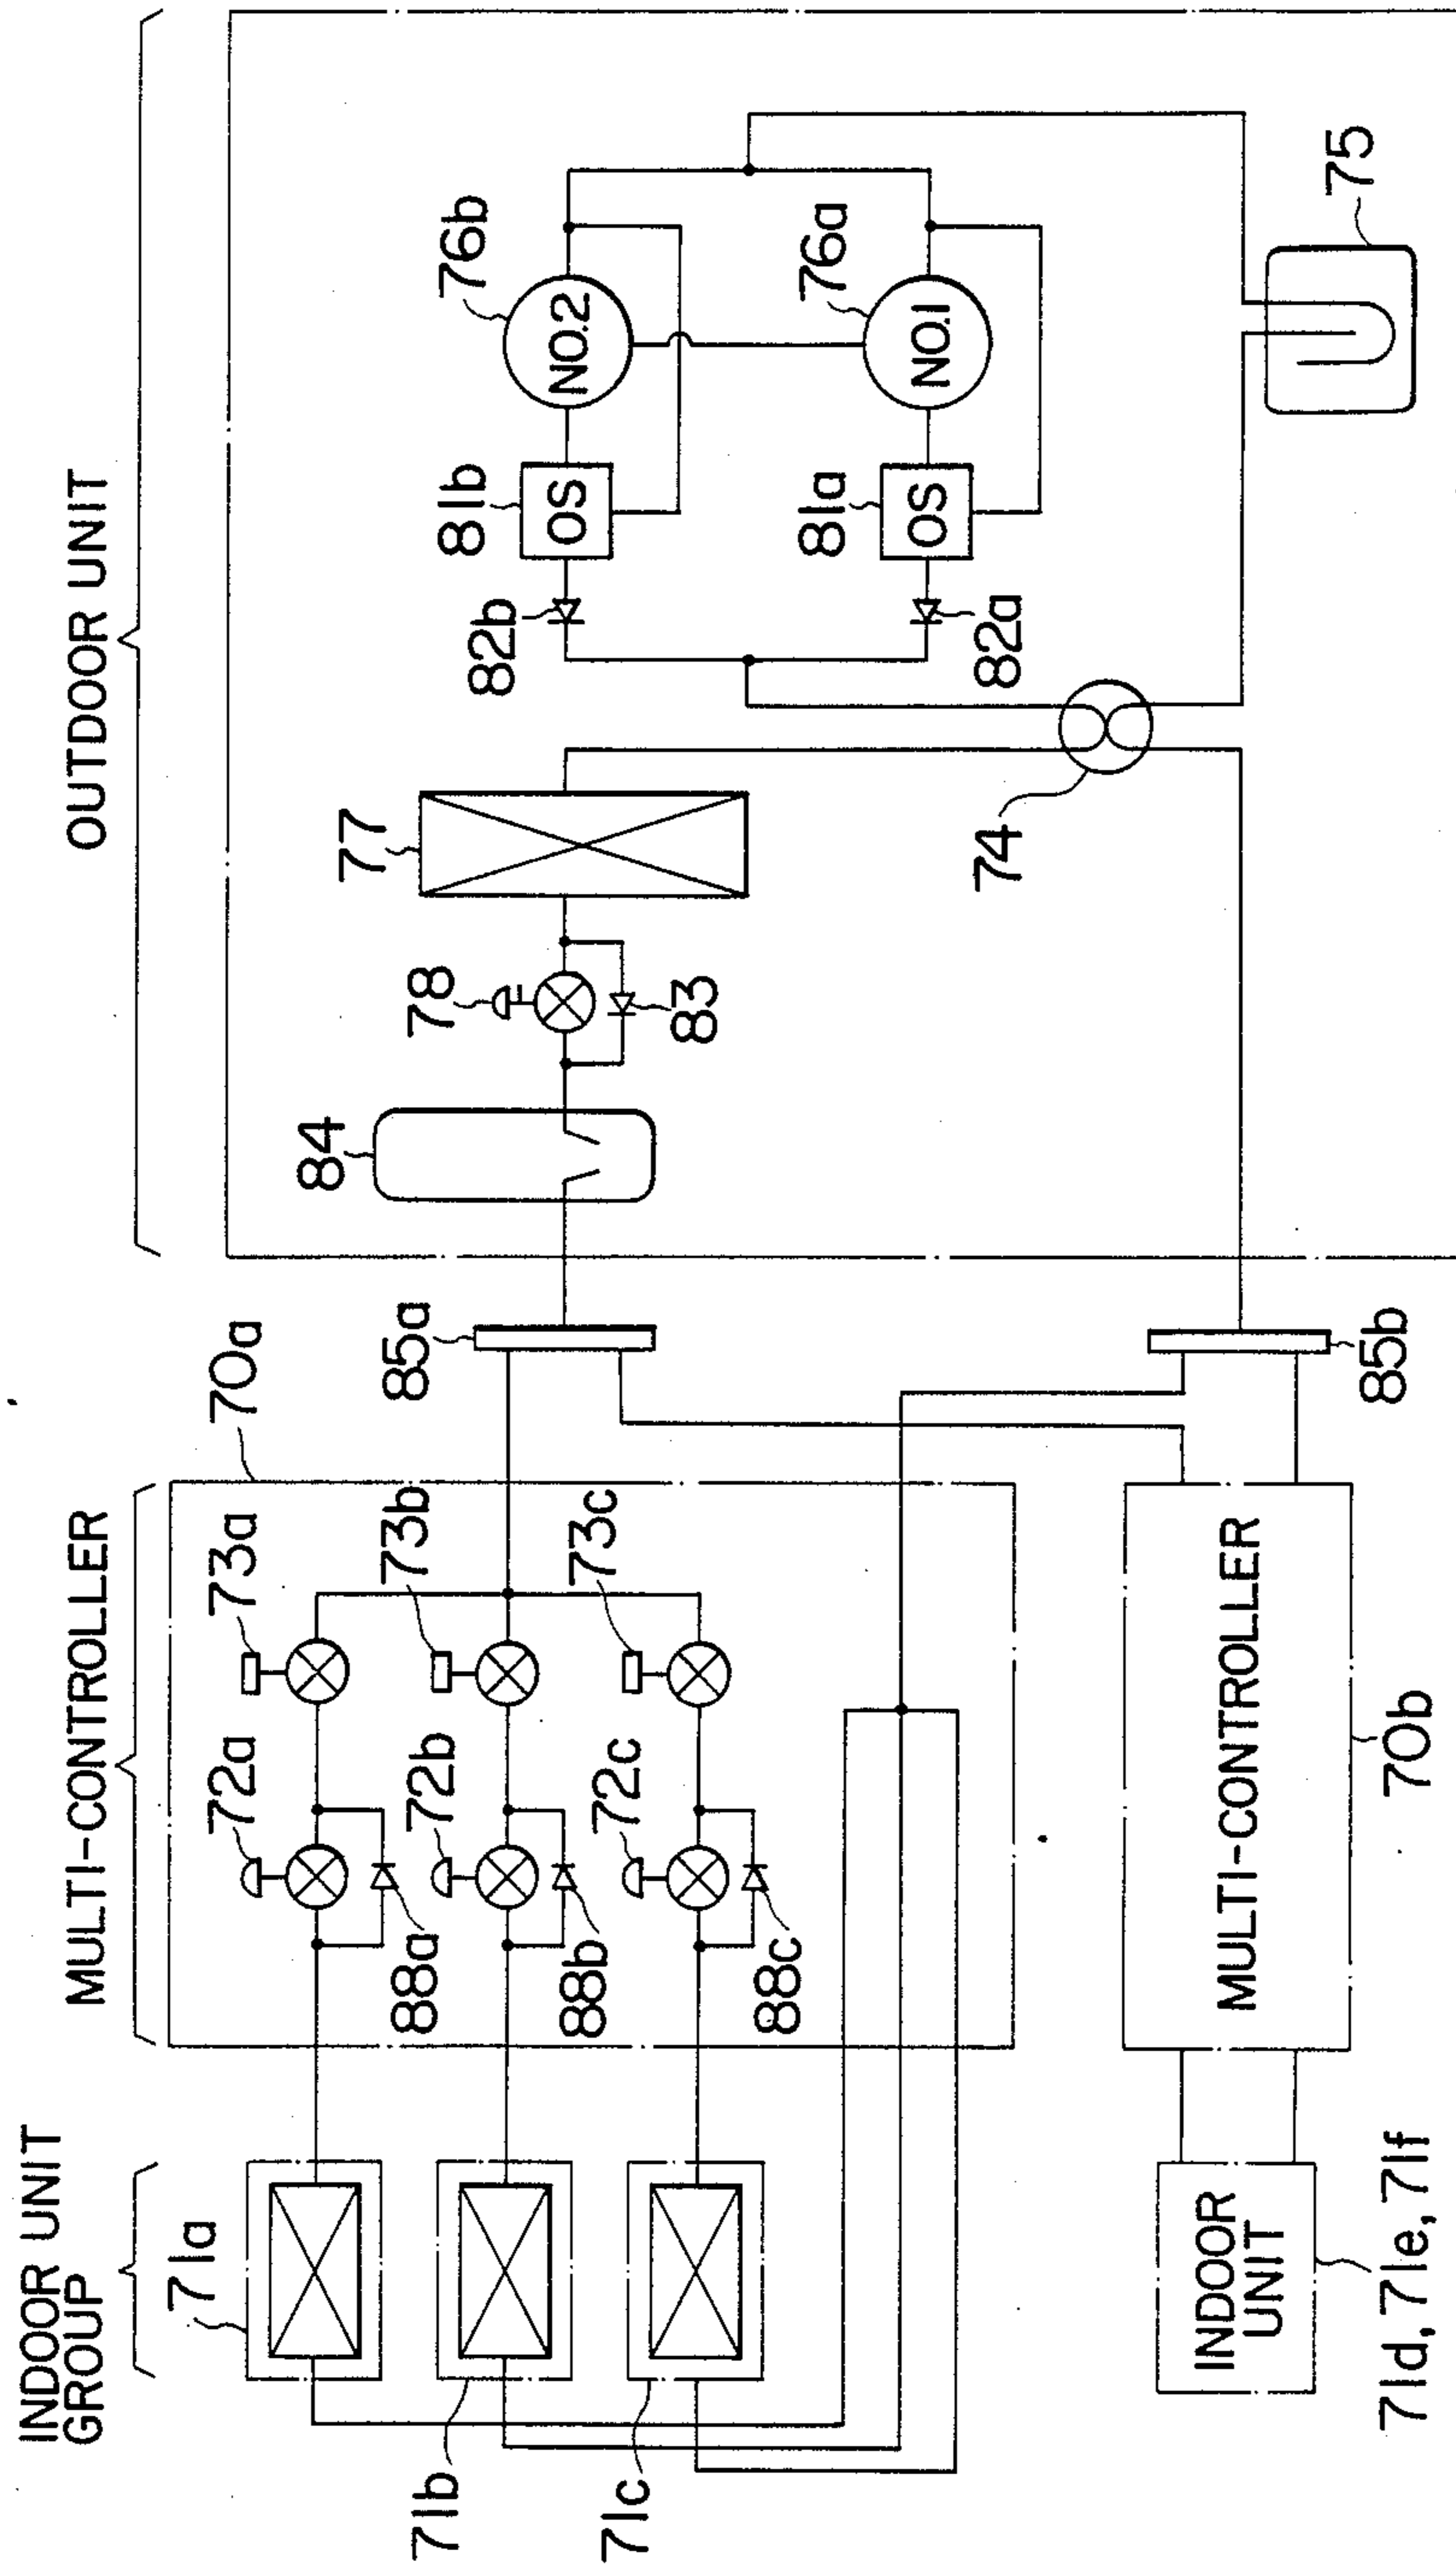 INDOOR UNIT
GROUP
MULTI-CONTROLLER
OUTDOOR UNIT
71a
71b
71c
72a
73a
72b
73b
72c
73c
88a
88b
88c
70a
85a
84
78
83
77
82b
81b
OS
76b
NO.2
82a
81a
OS
76a
NO.1
74
75
85b
MULTI-CONTROLLER
70b
INDOOR
UNIT
71d, 71e, 71f